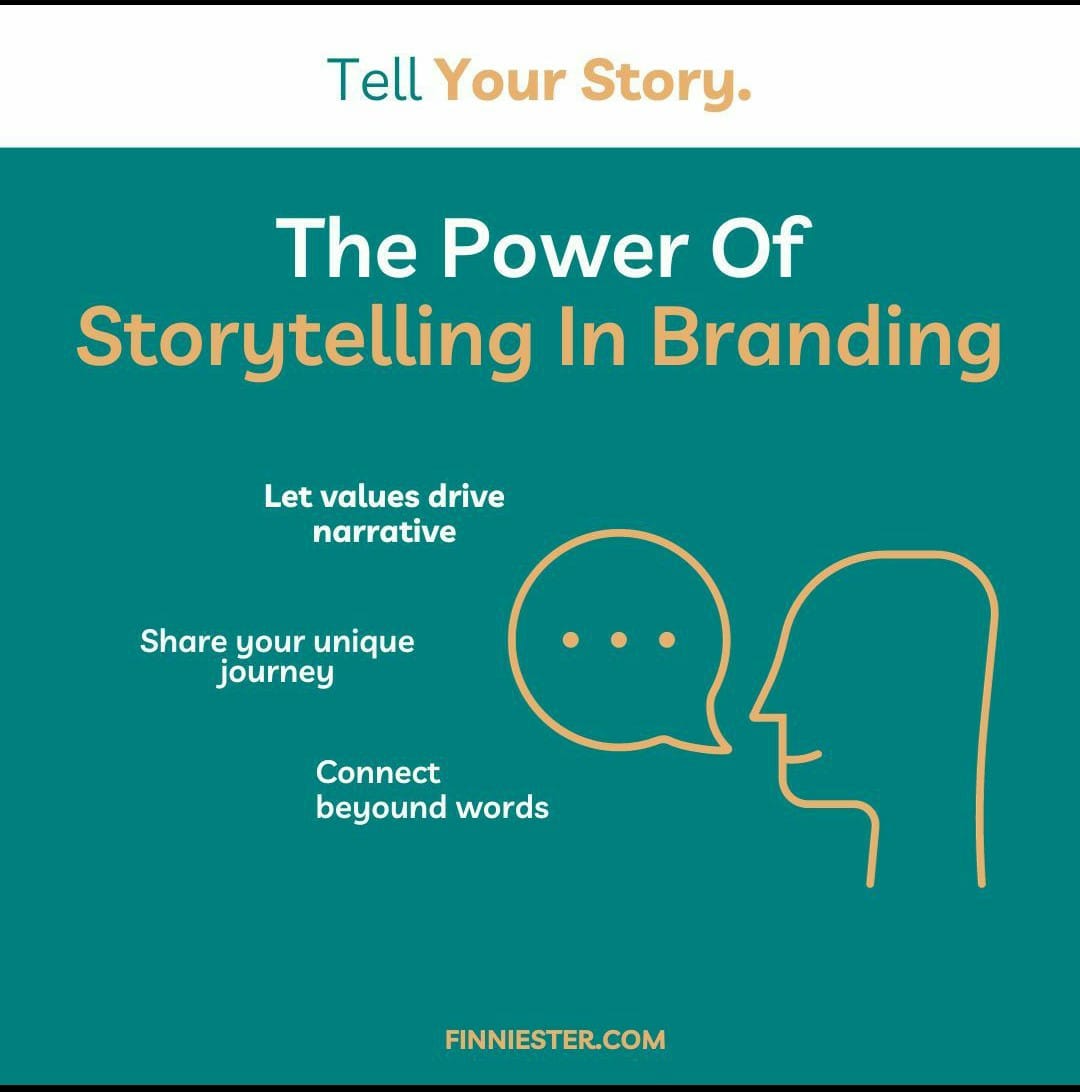 Tell Your Story.
The Power Of
Storytelling In Branding
Let values drive
narrative
Share your unique
journey
Connect
beyound words
FINNIESTER.COM